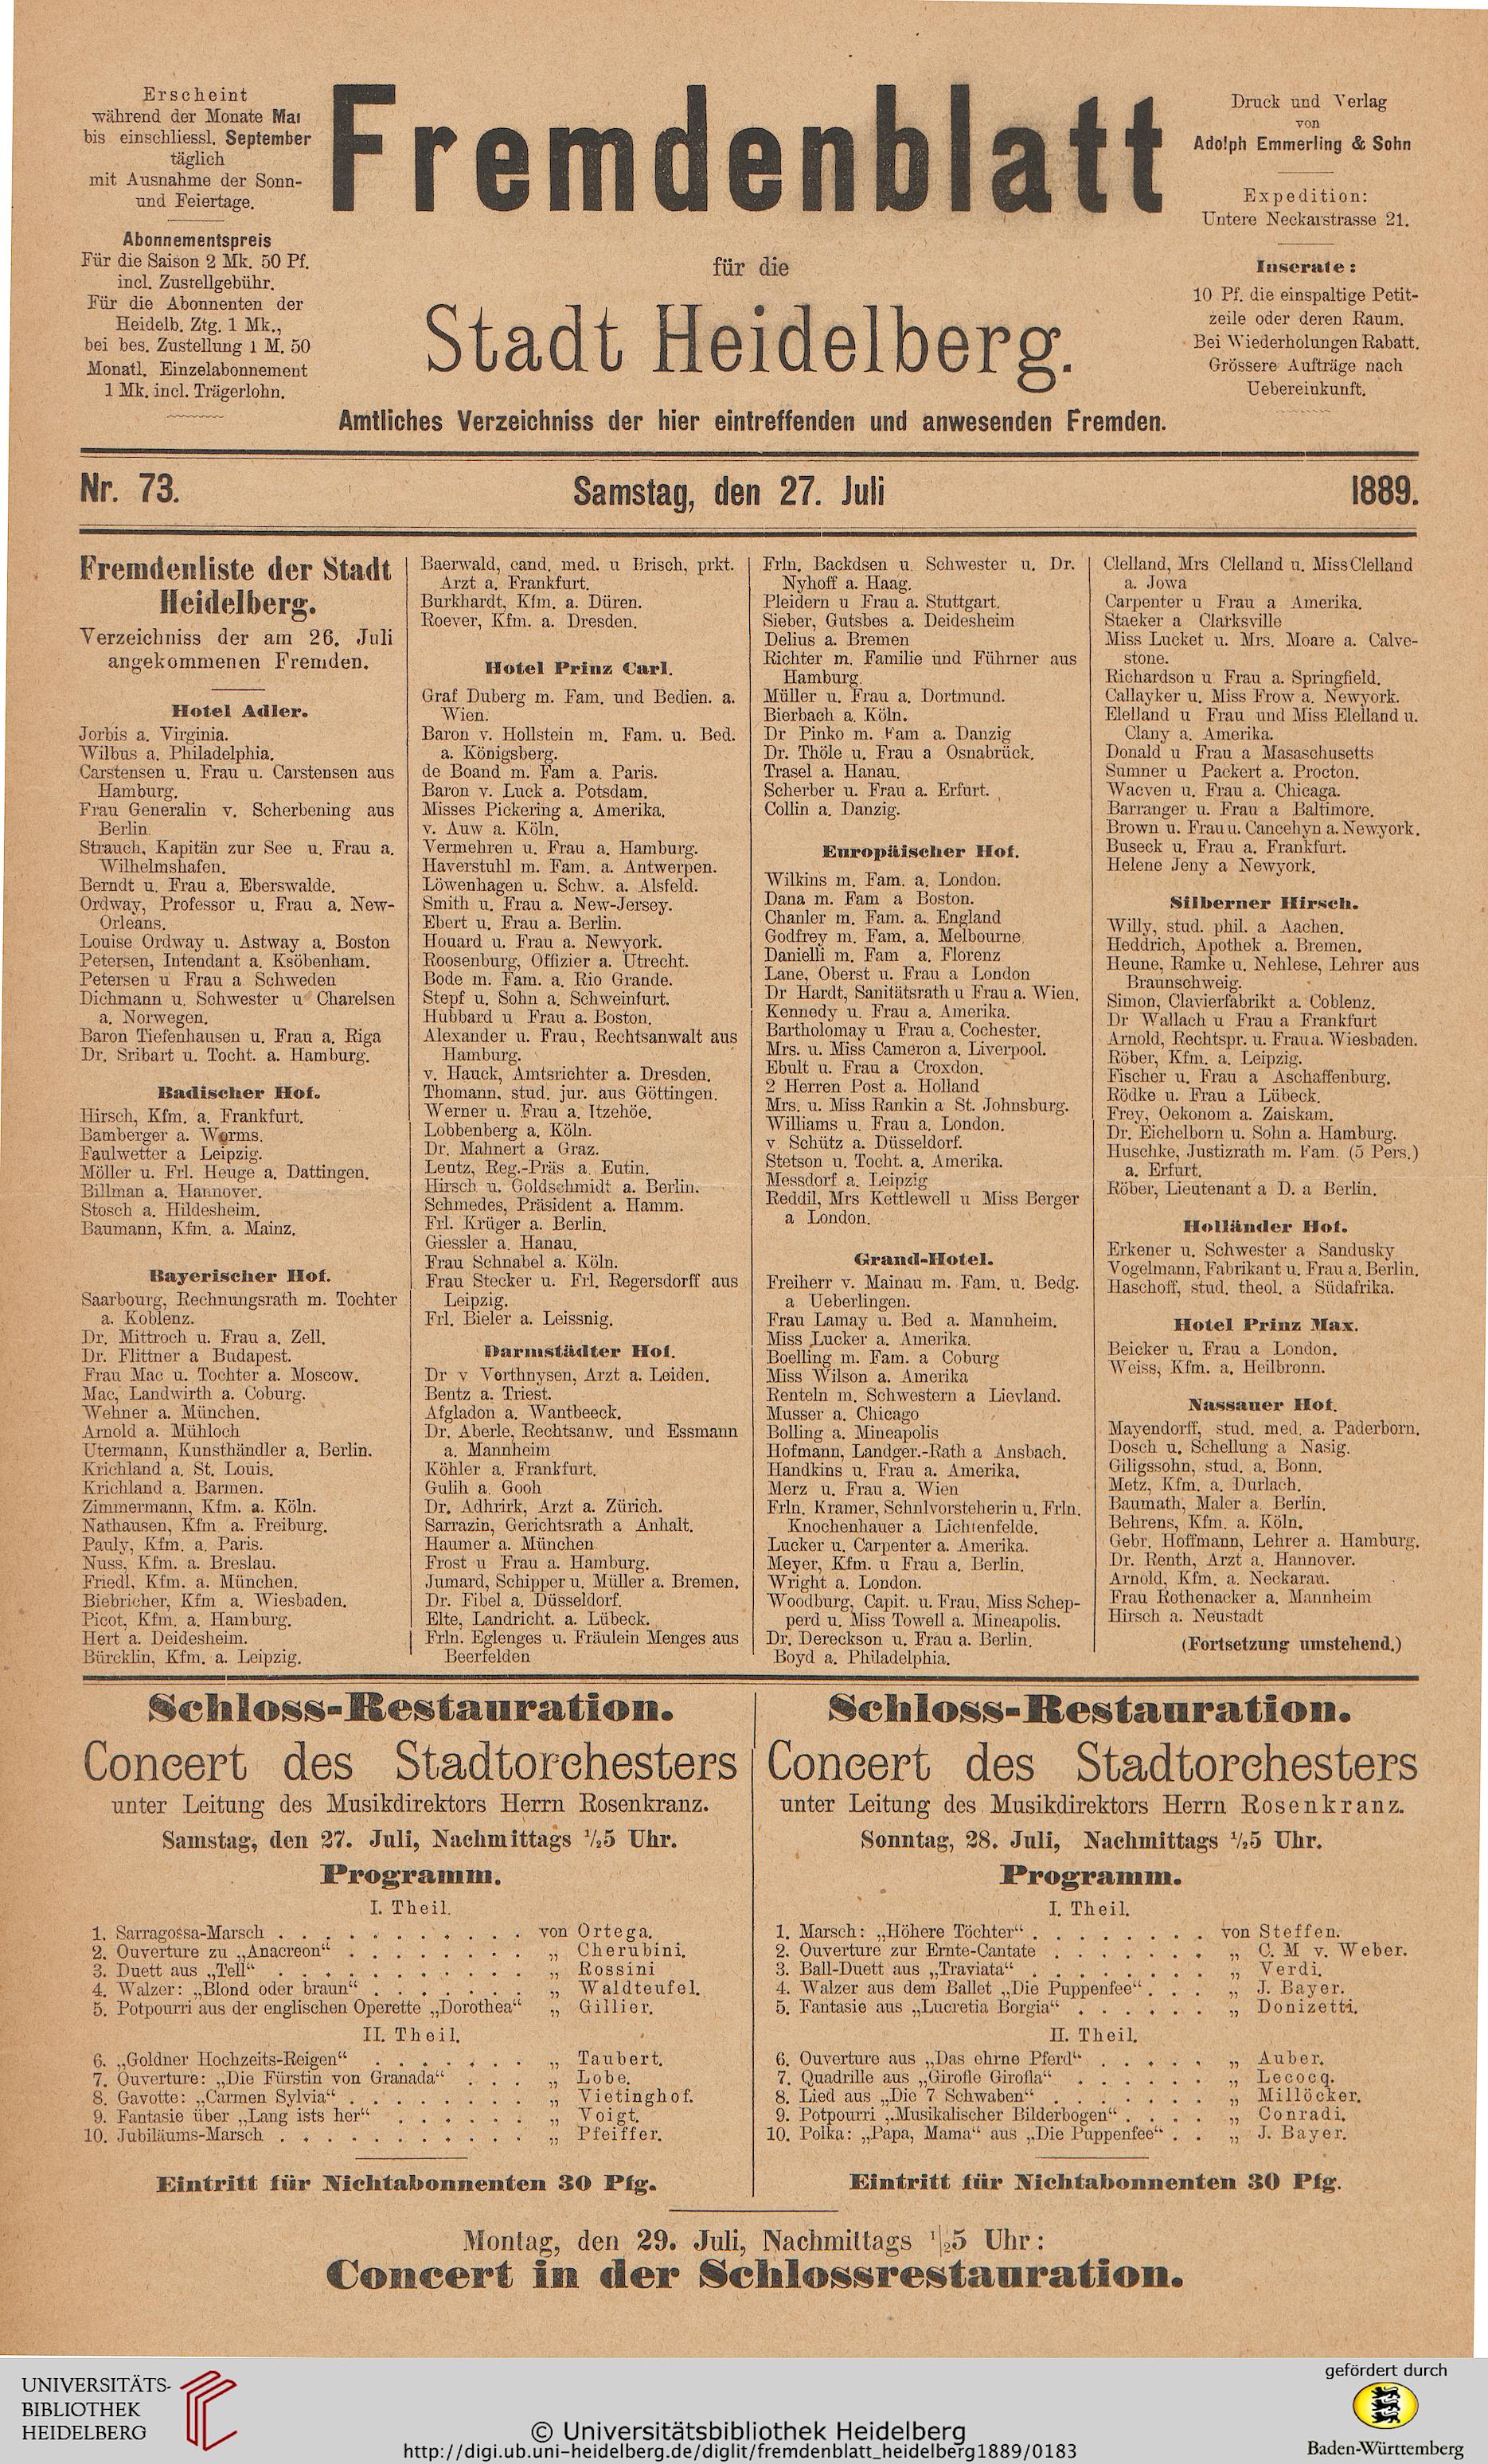 Erscheint
während der Monate Mai
bis einschliessl. September
täglich
mit Ausnahme der Sonn-
und Feiertage.
Abonnementspreis
Für die Saison 2 Mk. 50 Pf.
incl. Zustellgebühr.
Für die Abonnenten der
Heidelb. Ztg. 1 Mk.,
bei bes. Zustellung 1 M. 50
Monatl. Einzelabonnement
1 Mk. incl. Trägerlohn.
Fremdenblatt
für die
Stadt Heidelberg.
Amtliches Verzeichniss der hier eintreffenden und anwesenden Fremden.
Druck und Verlag
von
Adolph Emmerling & Sohn
Expedition:
Untere Neckarstrasse 21.
Inserate:
10 Pf. die einspaltige Petit-
zeile oder deren Raum.
Bei Wiederholungen Rabatt.
Grössere Aufträge nach
Uebereinkunft.
Nr. 73.
Samstag, den 27. Juli
1889.
Fremdenliste der Stadt
Heidelberg.
Verzeichniss der am 26. Juli
angekommenen Fremden.
Hotel Adler.
Jorbis a. Virginia.
Wilbus a. Philadelphia.
Carstensen u. Frau u. Carstensen aus
Hamburg.
Frau Generalin v. Scherbening aus
Berlin
Strauch, Kapitän zur See u. Frau a.
Wilhelmshafen.
Berndt u. Frau a. Eberswalde.
Ordway, Professor u. Frau a. New-
Orleans.
Louise Ordway u. Astway a. Boston
Petersen, Intendant a. Ksöbenham.
Petersen u Frau a Schweden
Dichmann u. Schwester u Charelsen
a. Norwegen.
Baron Tiefenhausen u. Frau a. Riga
Dr. Sribart u. Tocht. a. Hamburg.
Badischer Hof.
Hirsch, Kfm. a. Frankfurt.
Bamberger a. Worms.
Faulwetter a Leipzig.
Möller u. Frl. Heuge a. Dattingen.
Billman a. Hannover.
Stosch a. Hildesheim.
Baumann, Kfm. a. Mainz.
Bayerischer Hof.
Saarbourg, Rechnungsrath m. Tochter
a. Koblenz.
Dr. Mittroch u. Frau a. Zell.
Dr. Flittner a Budapest.
Frau Mac u. Tochter a. Moscow.
Mac, Landwirth a. Coburg.
Wehner a. München.
Arnold a. Mühloch
Utermann, Kunsthändler a. Berlin.
Krichland a. St. Louis.
Krichland a. Barmen.
Zimmermann, Kfm. a. Köln.
Nathausen, Kfm a. Freiburg.
Pauly, Kfm. a. Paris.
Nuss, Kfm. a. Breslau.
Friedl, Kfm. a. München.
Biebricher, Kfm a. Wiesbaden.
Picot, Kfm. a. Hamburg.
Hert a. Deidesheim.
Bürcklin, Kfm. a. Leipzig.
Baerwald, cand. med. u Brisch, prkt.
Arzt a. Frankfurt.
Burkhardt, Kfm. a. Düren.
Roever, Kfm. a. Dresden.
Hotel Prinz Carl.
Graf Duberg m. Fam. und Bedien. a.
Wien.
Baron v. Hollstein m. Fam. u. Bed.
a. Königsberg.
de Boand m. Fam a. Paris.
Baron v. Luck a. Potsdam.
Misses Pickering a. Amerika.
v. Auw a. Köln.
Vermehren u. Frau a. Hamburg.
Haverstuhl m. Fam. a. Antwerpen.
Löwenhagen u. Schw. a. Alsfeld.
Smith u. Frau a. New-Jersey.
Ebert u. Frau a. Berlin.
Houard u. Frau a. Newyork.
Roosenburg, Offizier a. Utrecht.
Bode m. Fam. a. Rio Grande.
Stepf u. Sohn a. Schweinfurt.
Hubbard u Frau a. Boston.
Alexander u. Frau, Rechtsanwalt aus
Hamburg.
v. Hauck, Amtsrichter a. Dresden.
Thomann, stud. jur. aus Göttingen.
Werner u. Frau a. Itzehöe.
Lobbenberg a. Köln.
Dr. Mahnert a Graz.
Lentz, Reg.-Präs a. Eutin.
Hirsch u. Goldschmidt a. Berlin.
Schmedes, Präsident a. Hamm.
Frl. Krüger a. Berlin.
Giessler a. Hanau.
Frau Schnabel a. Köln.
Frau Stecker u. Frl. Regersdorff aus
Leipzig.
Frl. Bieler a. Leissnig.
Darmstädter Hof.
Dr v Vorthnysen, Arzt a. Leiden.
Bentz a. Triest.
Afgladon a. Wantbeeck.
Dr. Aberle, Rechtsanw. und Essmann
a. Mannheim
Köhler a. Frankfurt.
Gulih a. Gooh
Dr. Adhrirk, Arzt a. Zürich.
Sarrazin, Gerichtsrath a Anhalt.
Haumer a. München
Frost u Frau a. Hamburg.
Jumard, Schipper u. Müller a. Bremen.
Dr. Fibel a. Düsseldorf.
Elte, Landricht. a. Lübeck.
Frln. Eglenges u. Fräulein Menges aus
Beerfelden
Frln. Backdsen u. Schwester u. Dr.
Nyhoff a. Haag.
Pleidern u Frau a. Stuttgart.
Sieber, Gutsbes a. Deidesheim
Delius a. Bremen
Richter m. Familie und Führner aus
Hamburg.
Müller u. Frau a. Dortmund.
Bierbach a. Köln.
Dr Pinko m. Fam a. Danzig
Dr. Thöle u. Frau a Osnabrück.
Trasel a. Hanau.
Scherber u. Frau a. Erfurt.
Collin a. Danzig.
Europäischer Hof.
Wilkins m. Fam. a. London.
Dana m. Fam a Boston.
Chanler m. Fam. a. England
Godfrey m. Fam. a. Melbourne.
Danielli m. Fam a. Florenz
Lane, Oberst u. Frau a London
Dr Hardt, Sanitätsrath u Frau a. Wien.
Kennedy u. Frau a. Amerika.
Bartholomay u Frau a. Cochester.
Mrs. u. Miss Cameron a. Liverpool.
Ebult u. Frau a Croxdon.
2 Herren Post a. Holland
Mrs. u. Miss Rankin a St. Johnsburg.
Williams u. Frau a. London.
v Schütz a. Düsseldorf.
Stetson u. Tocht. a. Amerika.
Messdorf a. Leipzig
Reddil, Mrs Kettlewell u Miss Berger
a London.
Grand-Hotel.
Freiherr v. Mainau m. Fam. u. Bedg.
a Ueberlingen.
Frau Lamay u. Bed a. Mannheim.
Miss Lucker a. Amerika.
Boelling m. Fam. a Coburg
Miss Wilson a. Amerika
Renteln m. Schwestern a Lievland.
Musser a. Chicago
Bolling a. Mineapolis
Hofmann, Landger.-Rath a Ansbach.
Handkins u. Frau a. Amerika.
Merz u. Frau a. Wien
Frln. Kramer, Schnlvorsteherin u. Frln.
Knochenhauer a. Lichtenfelde.
Lucker u. Carpenter a. Amerika.
Meyer, Kfm. u Frau a. Berlin.
Wright a. London.
Woodburg, Capit. u. Frau, Miss Schep-
perd u. Miss Towell a. Mineapolis.
Dr. Dereckson u. Frau a. Berlin.
Boyd a. Philadelphia.
Clelland, Mrs Clelland u. Miss Clelland
a. Jowa
Carpenter u Frau a Amerika.
Staeker a Clarksville
Miss Lucket u. Mrs. Moare a. Calve-
stone.
Richardson u Frau a. Springfield.
Callayker u. Miss Frow a. Newyork.
Elelland u Frau und Miss Elelland u.
Clany a. Amerika.
Donald u Frau a Masaschusetts
Sumner u Packert a. Procton.
Wacven u. Frau a. Chicaga.
Barranger u. Frau a Baltimore.
Brown u. Frau u. Cancehyn a. Newyork.
Buseck u. Frau a. Frankfurt.
Helene Jeny a Newyork.
Silberner Hirsch.
Willy, stud. phil. a Aachen.
Heddrich, Apothek a. Bremen.
Heune, Ramke u. Nehlese, Lehrer aus
Braunschweig.
Simon, Clavierfabrikt a. Coblenz.
Dr Wallach u Frau a Frankfurt
Arnold, Rechtspr. u. Frau a. Wiesbaden.
Röber, Kfm. a. Leipzig.
Fischer u. Frau a Aschaffenburg.
Rödke u. Frau a Lübeck.
Frey, Oekonom a. Zaiskam.
Dr. Eichelborn u. Sohn a. Hamburg.
Huschke, Justizrath m. Fam. (5 Pers.)
a. Erfurt.
Röber, Lieutenant a D. a Berlin.
Holländer Hof.
Erkener u. Schwester a Sandusky
Vogelmann, Fabrikant u. Frau a. Berlin.
Haschoff, stud. theol. a Südafrika.
Hotel Prinz Max.
Beicker u. Frau a London.
Weiss, Kfm. a. Heilbronn.
Nassauer Hof.
Mayendorff, stud. med. a. Paderborn.
Dosch u. Schellung a Nasig.
Giligssohn, stud. a. Bonn.
Metz, Kfm. a. Durlach.
Baumath, Maler a. Berlin.
Behrens, Kfm. a. Köln.
Gebr. Hoffmann, Lehrer a. Hamburg.
Dr. Renth, Arzt a. Hannover.
Arnold, Kfm. a. Neckarau.
Frau Rothenacker a. Mannheim
Hirsch a. Neustadt
(Fortsetzung umstehend.)
Schloss-Restauration.
Concert des Stadtorchesters
unter Leitung des Musikdirektors Herrn Rosenkranz.
Samstag, den 27. Juli, Nachmittags ½5 Uhr.
Programm.
I. Theil.
1. Sarragossa-Marsch . . . . . . . . . . . von Ortega.
2. Ouverture zu „Anacreon“ . . . . . . . . „ Cherubini.
3. Duett aus „Tell“ . . . . . . . . . . . „ Rossini
4. Walzer: „Blond oder braun“ . . . . . . . „ Waldteufel.
5. Potpourri aus der englischen Operette „Dorothea“ „ Gillier.
II. Theil.
6. „Goldner Hochzeits-Reigen“ . . . . . . . „ Taubert.
7. Ouverture: „Die Fürstin von Granada“ . . . „ Lobe.
8. Gavotte: „Carmen Sylvia“ . . . . . . . . „ Vietinghof.
9. Fantasie über „Lang ists her“ . . . . . . „ Voigt.
10. Jubiläums-Marsch . . . . . . . . . . . „ Pfeiffer.
Eintritt für Nichtabonnenten 30 Pfg.
Schloss-Restauration.
Concert des Stadtorchesters
unter Leitung des Musikdirektors Herrn Rosenkranz.
Sonntag, 28. Juli, Nachmittags ½5 Uhr.
Programm.
I. Theil.
1. Marsch: „Höhere Töchter“ . . . . . . . . von Steffen.
2. Ouverture zur Ernte-Cantate . . . . . . . „ C. M v. Weber.
3. Ball-Duett aus „Traviata“ . . . . . . . . „ Verdi.
4. Walzer aus dem Ballet „Die Puppenfee“ . . . „ J. Bayer.
5. Fantasie aus „Lucretia Borgia“ . . . . . . „ Donizetti.
II. Theil.
6. Ouverture aus „Das ehrne Pferd“ . . . . . „ Auber.
7. Quadrille aus „Girofle Girofla“ . . . . . . „ Lecocq.
8. Lied aus „Die 7 Schwaben“ . . . . . . . „ Millöcker.
9. Potpourri „Musikalischer Bilderbogen“ . . . . „ Conradi.
10. Polka: „Papa, Mama“ aus „Die Puppenfee“ . . „ J. Bayer.
Eintritt für Nichtabonnenten 30 Pfg.
Montag, den 29. Juli, Nachmittags ½5 Uhr:
Concert in der Schlossrestauration.
UNIVERSITÄTS-
BIBLIOTHEK
HEIDELBERG
© Universitätsbibliothek Heidelberg
http://digi.ub.uni-heidelberg.de/diglit/fremdenblatt_heidelberg1889/0183
gefördert durch
Baden-Württemberg